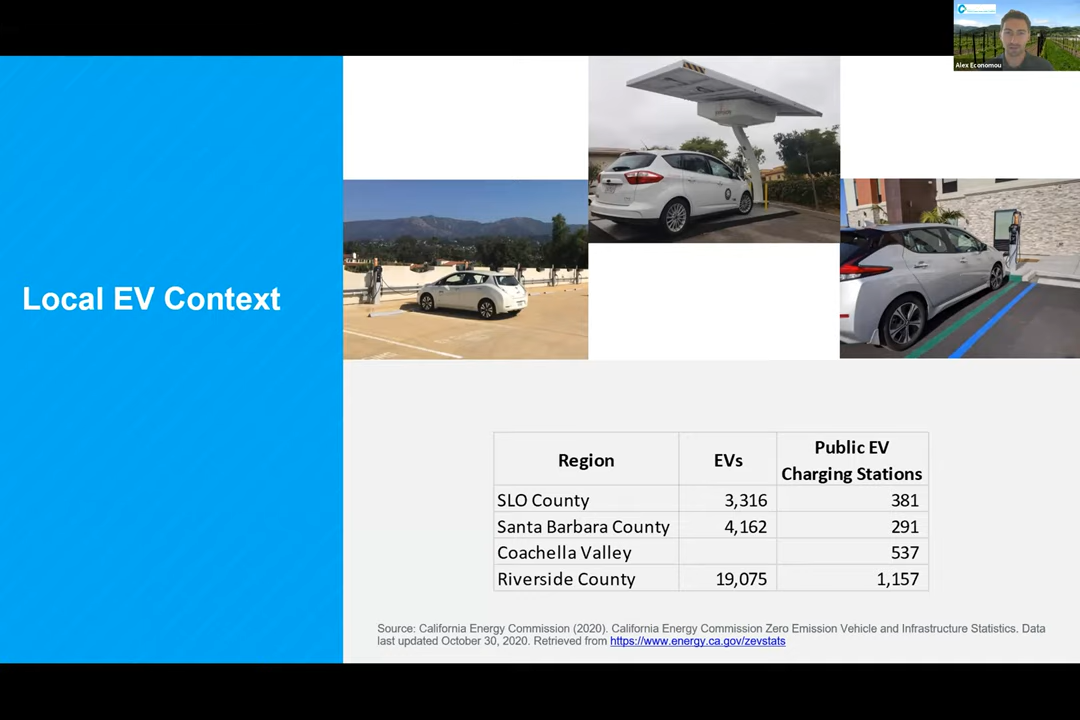 Alex Economou
Local EV Context
Region EVs Public EV
Charging Stations
SLO County 3,316 381
Santa Barbara County 4,162 291
Coachella Valley 537
Riverside County 19,075 1,157
Source: California Energy Commission (2020). California Energy Commission Zero Emission Vehicle and Infrastructure Statistics. Data
last updated October 30, 2020. Retrieved from https://www.energy.ca.gov/zevstats